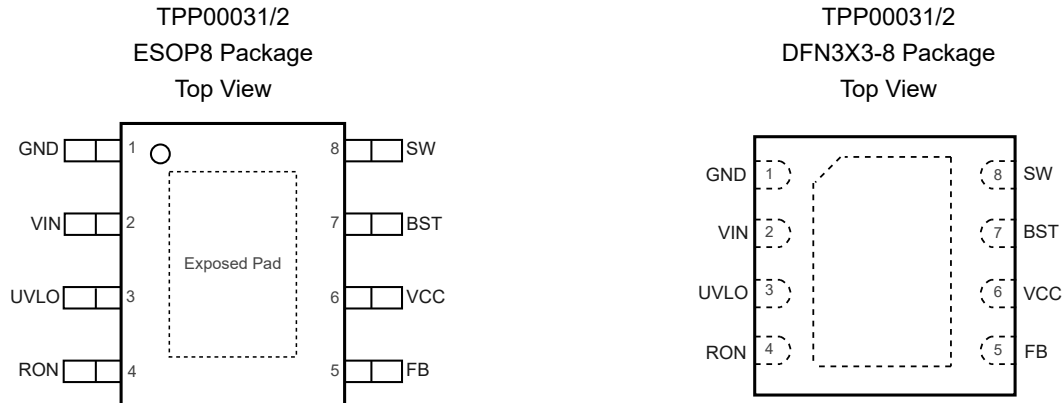 TPP00031/2
ESOP8 Package
Top View
GND 1 8 SW
VIN 2 7 BST
Exposed Pad
UVLO 3 6 VCC
RON 4 5 FB
TPP00031/2
DFN3X3-8 Package
Top View
GND 1 8 SW
VIN 2 7 BST
UVLO 3 6 VCC
RON 4 5 FB